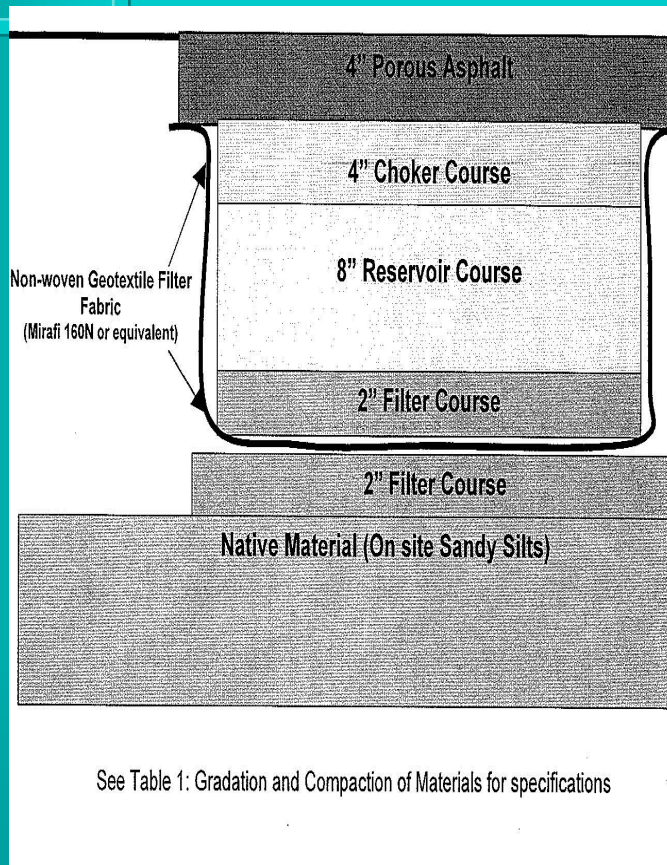 4” Porous Asphalt
4” Choker Course
8” Reservoir Course
Non-woven Geotextile Filter
Fabric
(Mirafi 160N or equivalent)
2” Filter Course
2” Filter Course
Native Material (On site Sandy Silts)
See Table 1: Gradation and Compaction of Materials for specifications